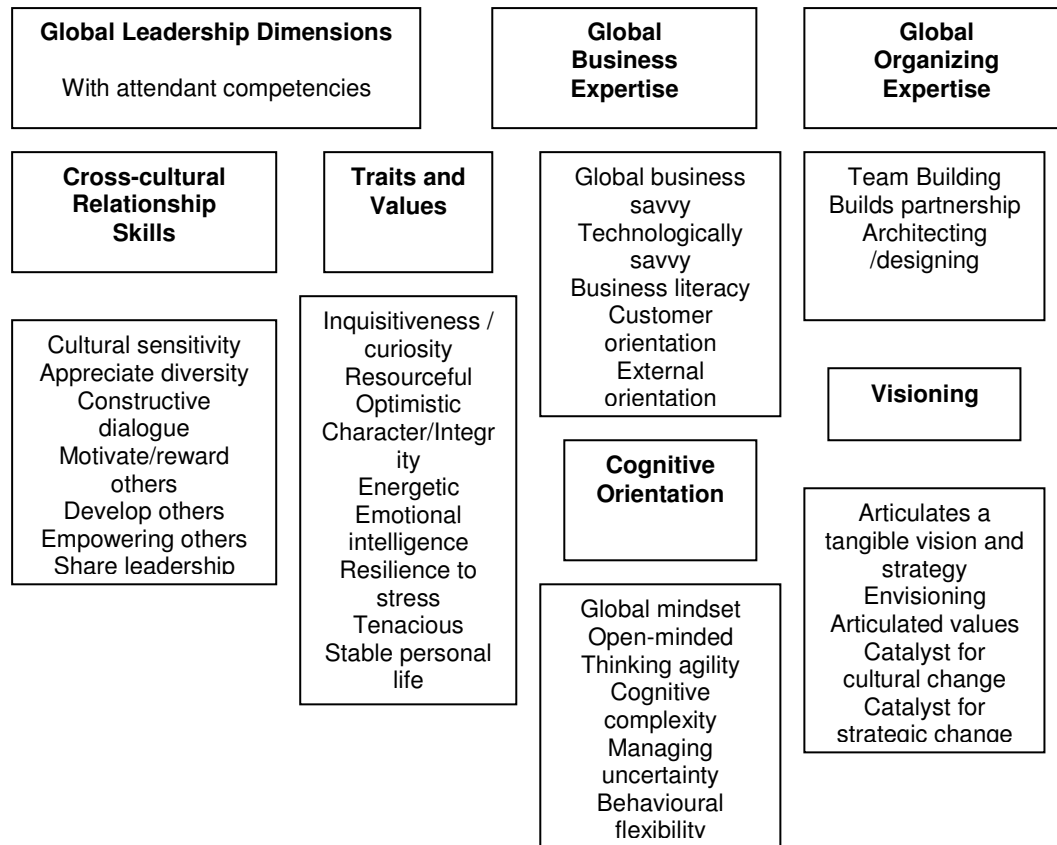 Global Leadership Dimensions
With attendant competencies
Global
Business
Expertise
Global
Organizing
Expertise
Cross-cultural
Relationship
Skills
Traits and
Values
Global business
savvy
Technologically
savvy
Business literacy
Customer
orientation
External
orientation
Team Building
Builds partnership
Architecting
/designing
Cultural sensitivity
Appreciate diversity
Constructive
dialogue
Motivate/reward
others
Develop others
Empowering others
Share leadership
Inquisitiveness /
curiosity
Resourceful
Optimistic
Character/Integr
ity
Energetic
Emotional
intelligence
Resilience to
stress
Tenacious
Stable personal
life
Visioning
Cognitive
Orientation
Articulates a
tangible vision and
strategy
Envisioning
Articulated values
Catalyst for
cultural change
Catalyst for
strategic change
Global mindset
Open-minded
Thinking agility
Cognitive
complexity
Managing
uncertainty
Behavioural
flexibility